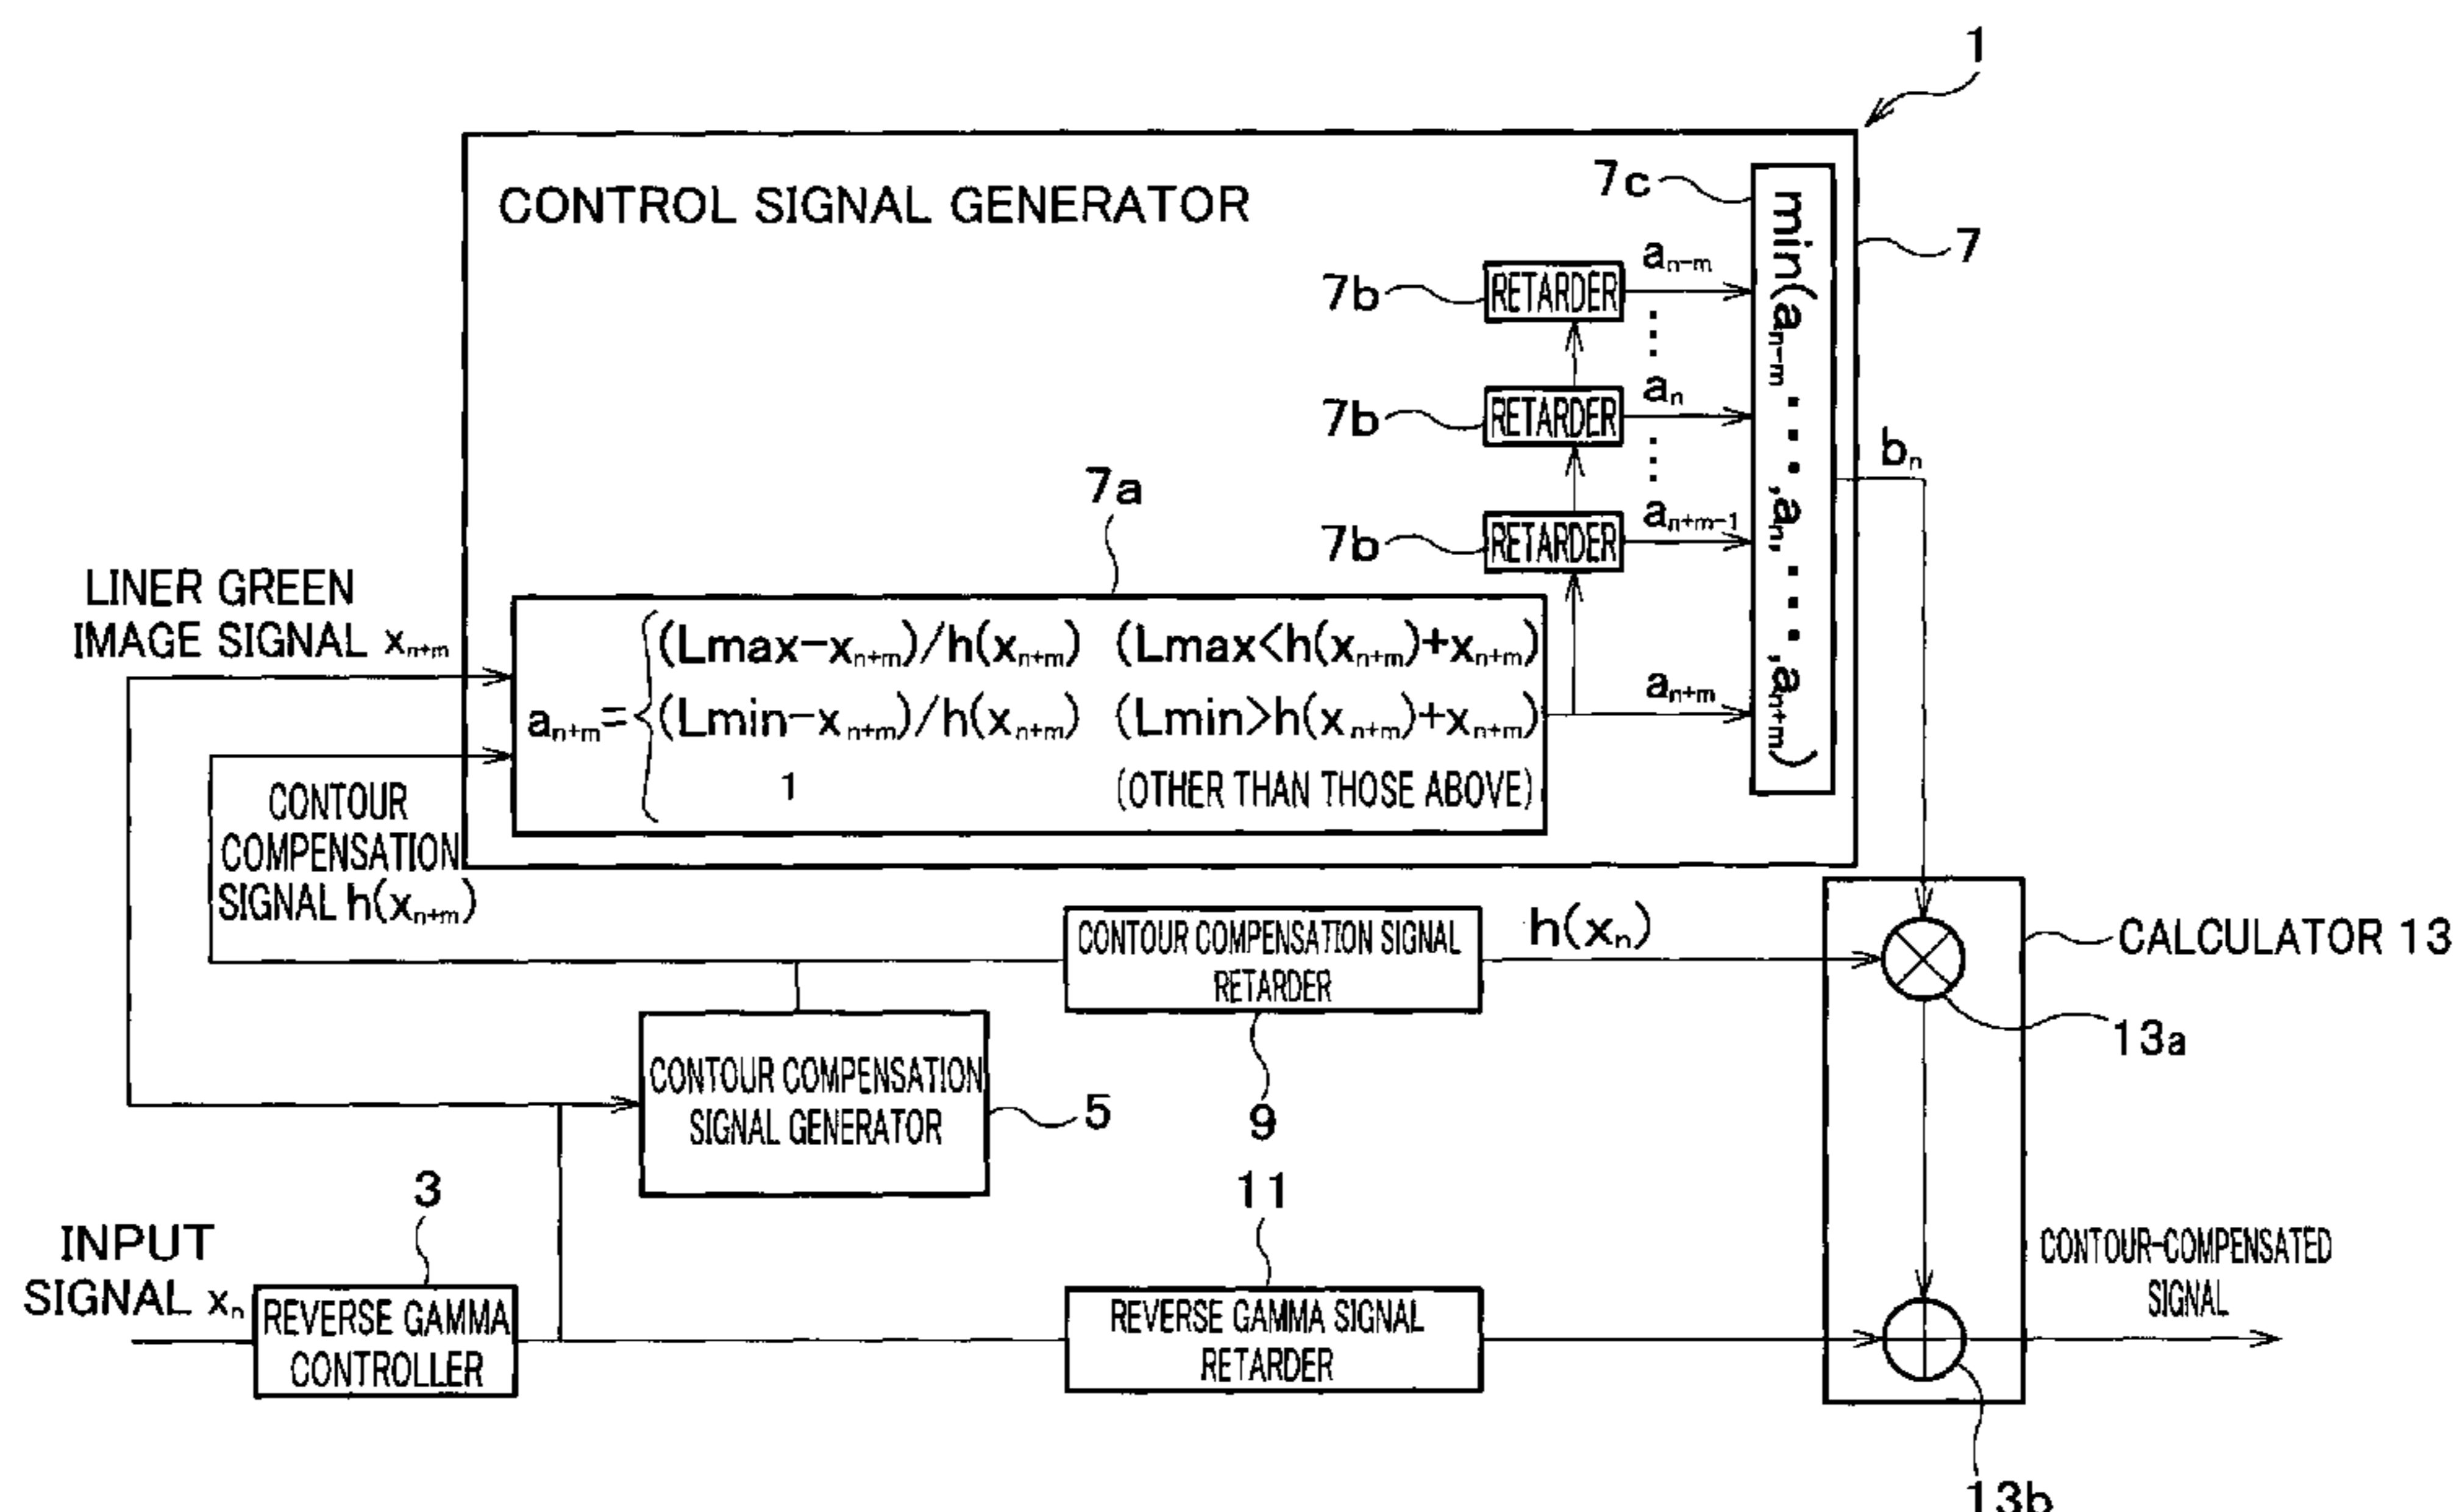 1
CONTROL SIGNAL GENERATOR
7c
7
min(aₙ₋ₘ · · · ,aₙ, · · · ,aₙ₊ₘ)
7b
RETARDER
aₙ₋ₘ
7b
RETARDER
aₙ
bₙ
7b
RETARDER
aₙ₊ₘ₋₁
7a
LINER GREEN
IMAGE SIGNAL xₙ₊ₘ
aₙ₊ₘ=
(Lmax−xₙ₊ₘ)/h(xₙ₊ₘ) (Lmax<h(xₙ₊ₘ)+xₙ₊ₘ)
(Lmin−xₙ₊ₘ)/h(xₙ₊ₘ) (Lmin>h(xₙ₊ₘ)+xₙ₊ₘ)
1 (OTHER THAN THOSE ABOVE)
aₙ₊ₘ
CONTOUR
COMPENSATION
SIGNAL h(xₙ₊ₘ)
CONTOUR COMPENSATION SIGNAL
RETARDER
9
h(xₙ)
CALCULATOR 13
13a
CONTOUR COMPENSATION
SIGNAL GENERATOR
5
3
11
INPUT
SIGNAL xₙ
REVERSE GAMMA
CONTROLLER
REVERSE GAMMA SIGNAL
RETARDER
CONTOUR-COMPENSATED
SIGNAL
13b